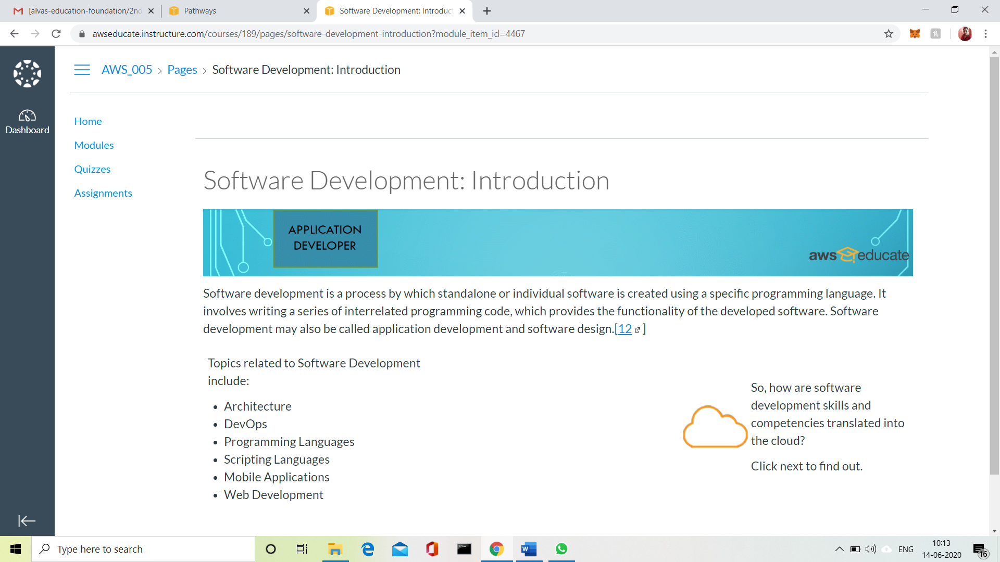 [alvas-education-foundation/2nd
Pathways
Software Development: Introduct
awseducate.instructure.com/courses/189/pages/software-development-introduction?module_item_id=4467
AWS_005 › Pages › Software Development: Introduction
Dashboard
Home
Modules
Quizzes
Assignments
Software Development: Introduction
APPLICATION
DEVELOPER
aws educate
Software development is a process by which standalone or individual software is created using a specific programming language. It
involves writing a series of interrelated programming code, which provides the functionality of the developed software. Software
development may also be called application development and software design.[12]
Topics related to Software Development
include:
• Architecture
• DevOps
• Programming Languages
• Scripting Languages
• Mobile Applications
• Web Development
So, how are software
development skills and
competencies translated into
the cloud?
Click next to find out.
Type here to search
ENG
10:13
14-06-2020
16